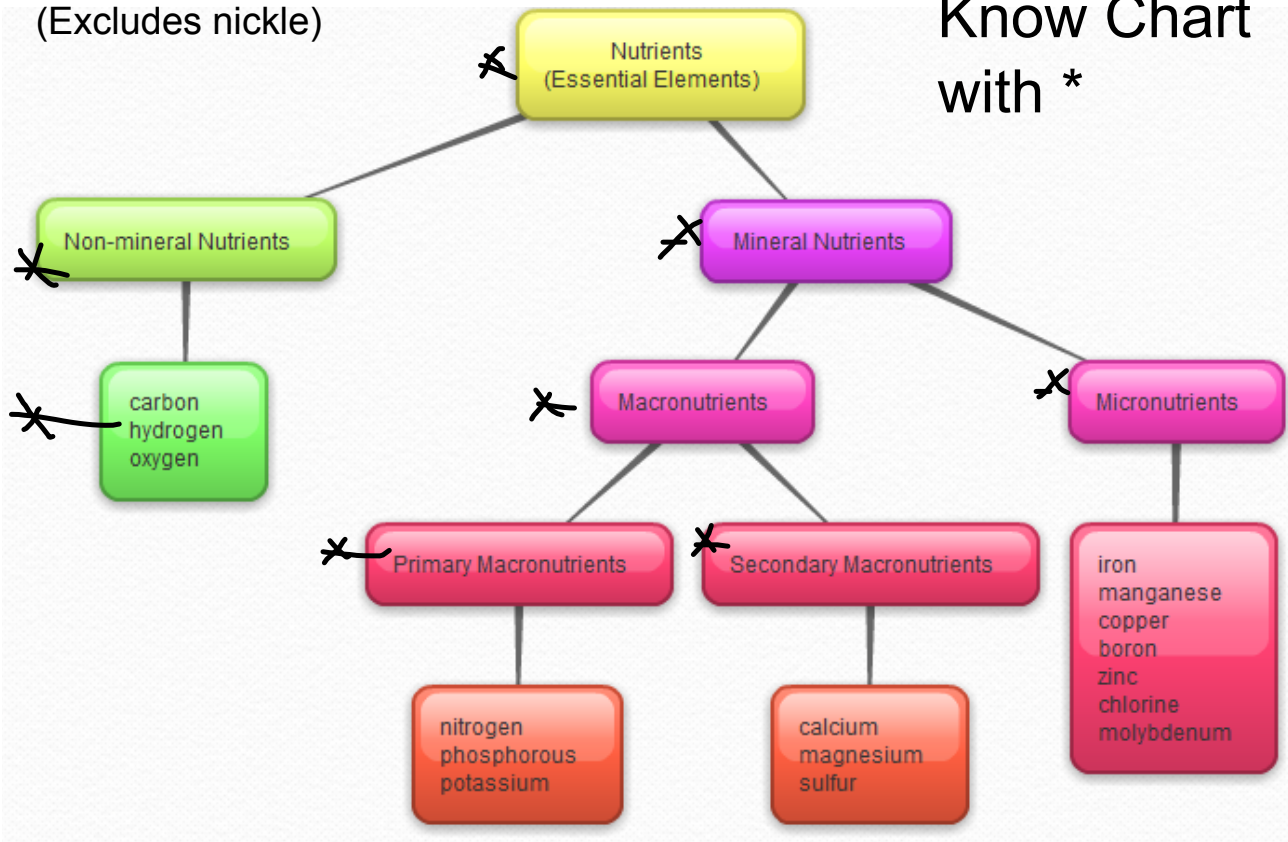 (Excludes nickle)
Know Chart
with *
Nutrients
(Essential Elements)
Non-mineral Nutrients
Mineral Nutrients
carbon
hydrogen
oxygen
Macronutrients
Micronutrients
Primary Macronutrients
Secondary Macronutrients
iron
manganese
copper
boron
zinc
chlorine
molybdenum
nitrogen
phosphorous
potassium
calcium
magnesium
sulfur